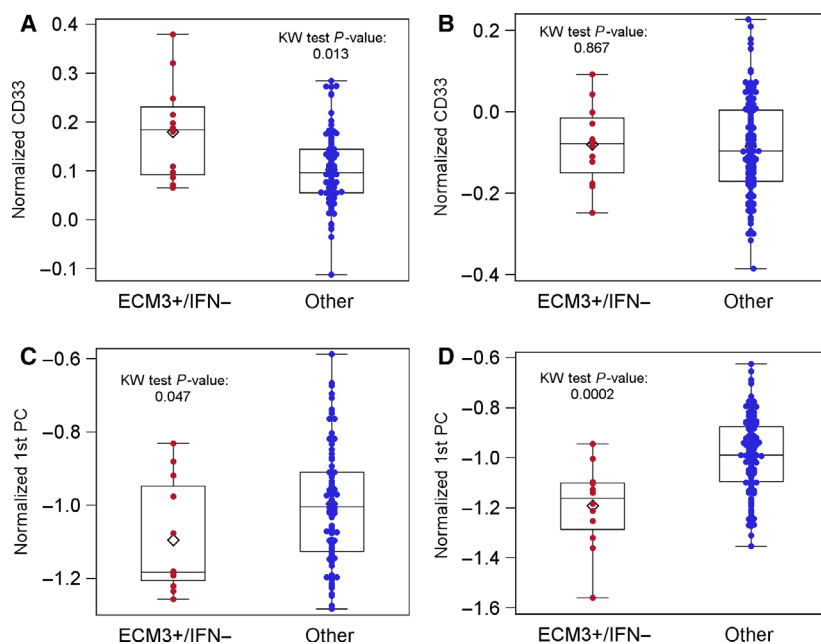 A
KW test P-value:
0.013
Normalized CD33
0.4
0.3
0.2
0.1
0.0
−0.1
ECM3+/IFN−
Other
B
KW test P-value:
0.867
Normalized CD33
0.2
0.0
−0.2
−0.4
ECM3+/IFN−
Other
C
KW test P-value:
0.047
Normalized 1st PC
−0.6
−0.8
−1.0
−1.2
ECM3+/IFN−
Other
D
KW test P-value:
0.0002
Normalized 1st PC
−0.6
−0.8
−1.0
−1.2
−1.4
−1.6
ECM3+/IFN−
Other